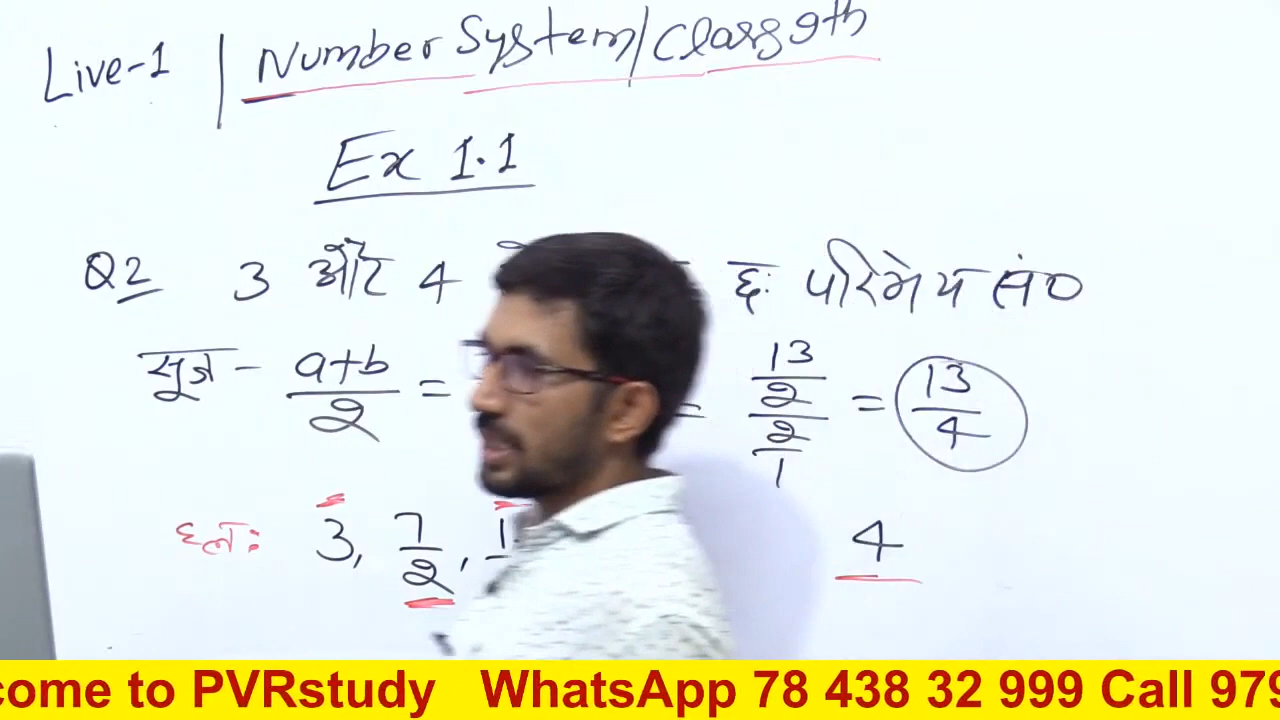 Live-1 | Number System/Class 9th
Ex 1.1
Q2 3 और 4 छः परिमेय सं०
सूत्र - a+b/2 = = 13/2/2/1 = 13/4
हलः 3, 7/2, 4
come to PVRstudy WhatsApp 78 438 32 999 Call 979